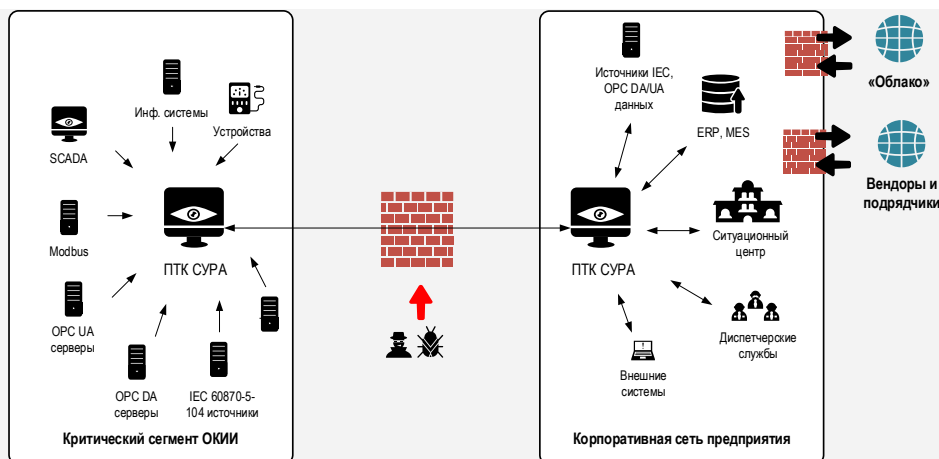 Инф. системы
Устройства
SCADA
Modbus
ПТК СУРА
OPC UA
серверы
OPC DA
серверы
IEC 60870-5-
104 источники
Критический сегмент ОКИИ
Источники IEC,
OPC DA/UA
данных
ERP, MES
ПТК СУРА
Ситуационный
центр
Диспетчерские
службы
Внешние
системы
Корпоративная сеть предприятия
«Облако»
Вендоры и
подрядчики